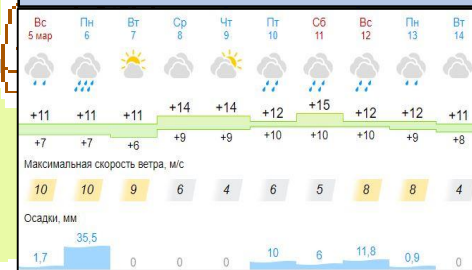 Вс Пн Вт Ср Чт Пт Сб Вс Пн Вт
5 мар 6 7 8 9 10 11 12 13 14
+11 +11 +11 +14 +14 +12 +15 +12 +12 +11
+7 +7 +6 +9 +9 +10 +10 +10 +9 +8
Максимальная скорость ветра, м/с
10 10 9 6 4 6 5 8 8 4
Осадки, мм
1,7 35,5 0 0 0 10 6 11,8 0,9 0